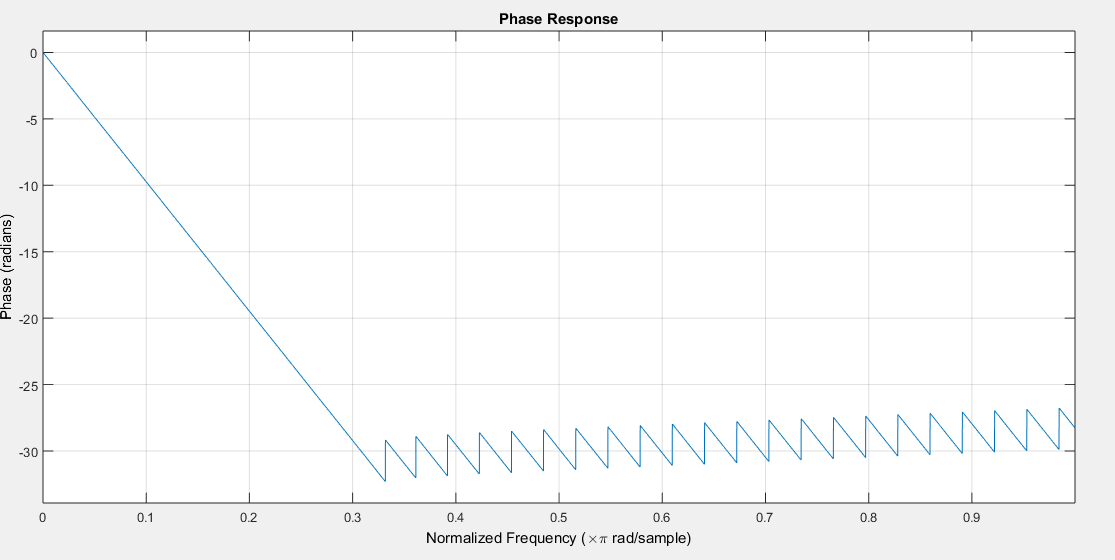 Phase Response
0
-5
-10
-15
-20
-25
-30
Phase (radians)
0 0.1 0.2 0.3 0.4 0.5 0.6 0.7 0.8 0.9
Normalized Frequency (×π rad/sample)